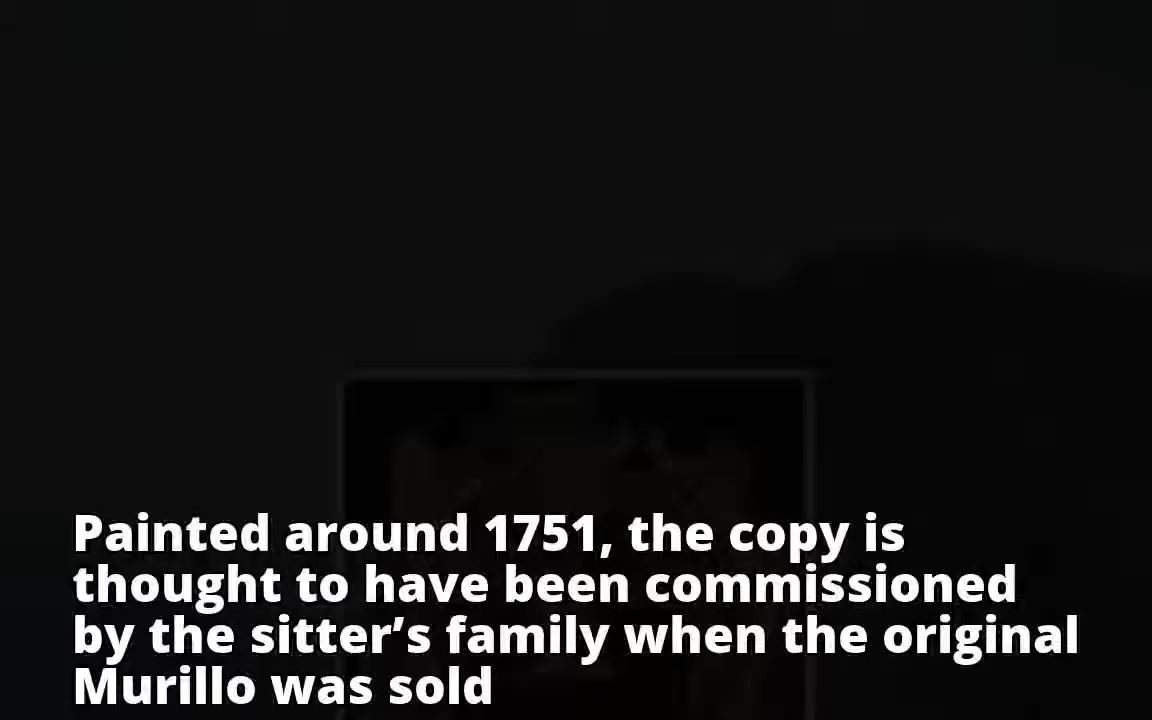 Painted around 1751, the copy is
thought to have been commissioned
by the sitter’s family when the original
Murillo was sold